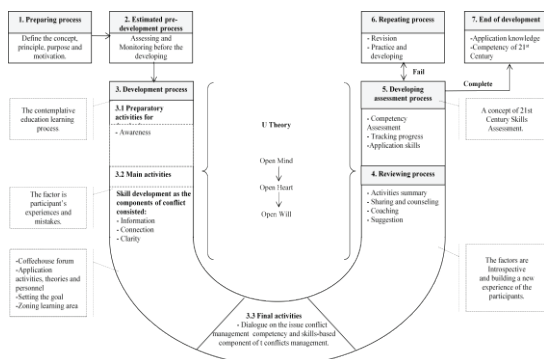 1. Preparing process
Define the concept,
principle, purpose and
motivation.
2. Estimated pre-
development process
Assessing and
Monitoring before the
developing
6. Repeating process
- Revision
- Practice and
developing
7. End of development
-Application knowledge
-Competency of 21st
Century
Fail
Complete
The contemplative
education learning
process
3. Development process
3.1 Preparatory
activities for
- Awareness
3.2 Main activities
Skill development as the
components of conflict
consisted:
- Information
- Connection
- Clarity
The factor is
participant's
experiences and
mistakes.
-Coffeehouse forum
-Application
activities, theories and
personnel
-Setting the goal
-Zoning learning area
U Theory
Open Mind
Open Heart
Open Will
5. Developing
assessment process
- Competency
Assessment
- Tracking progress
-Application skills
4. Reviewing process
- Activities summary
- Sharing and counseling
- Coaching
- Suggestion
A concept of 21st
Century Skills
Assessment.
The factors are
Introspective
and building a new
experience of the
participants.
3.3 Final activities
- Dialogue on the issue conflict
management competency and skills-based
component of t conflicts management.